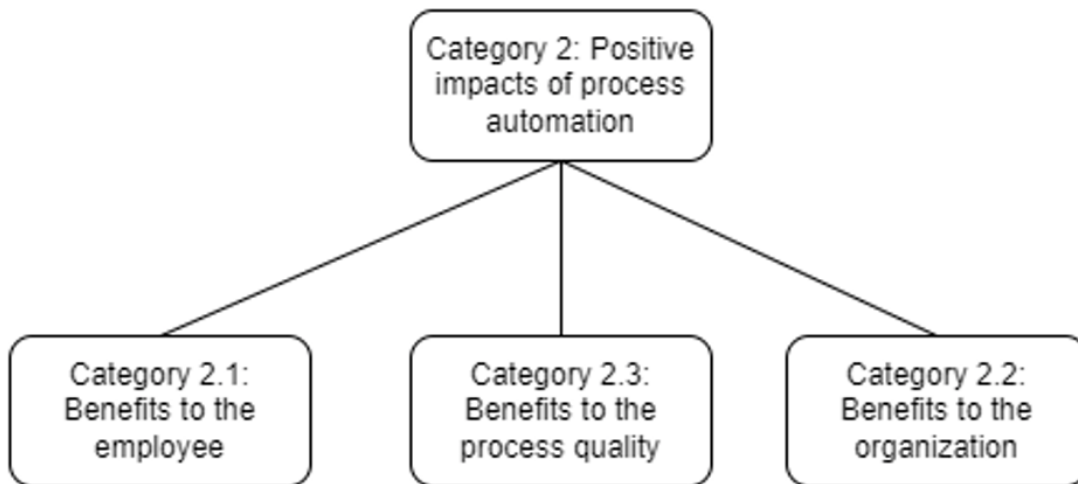 Category 2: Positive
impacts of process
automation
Category 2.1:
Benefits to the
employee
Category 2.3:
Benefits to the
process quality
Category 2.2:
Benefits to the
organization